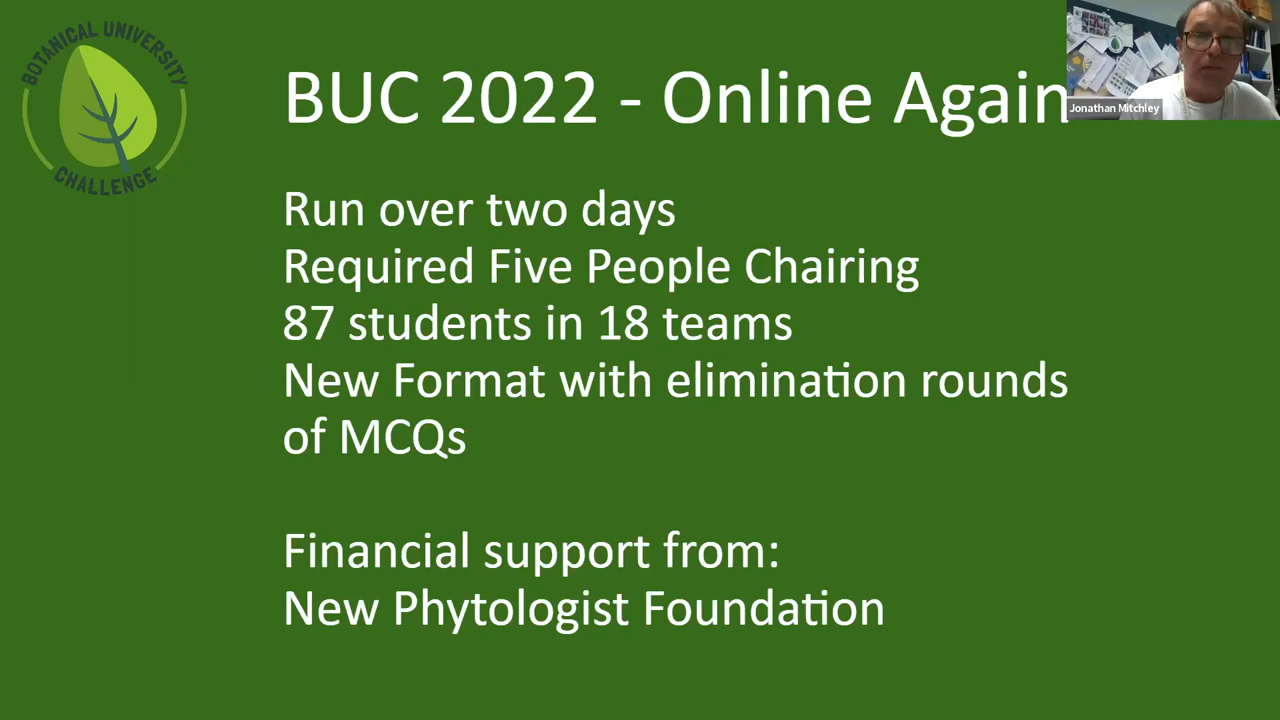 BOTANICAL UNIVERSITY
CHALLENGE
BUC 2022 - Online Again
Jonathan Mitchley
Run over two days
Required Five People Chairing
87 students in 18 teams
New Format with elimination rounds
of MCQs
Financial support from:
New Phytologist Foundation